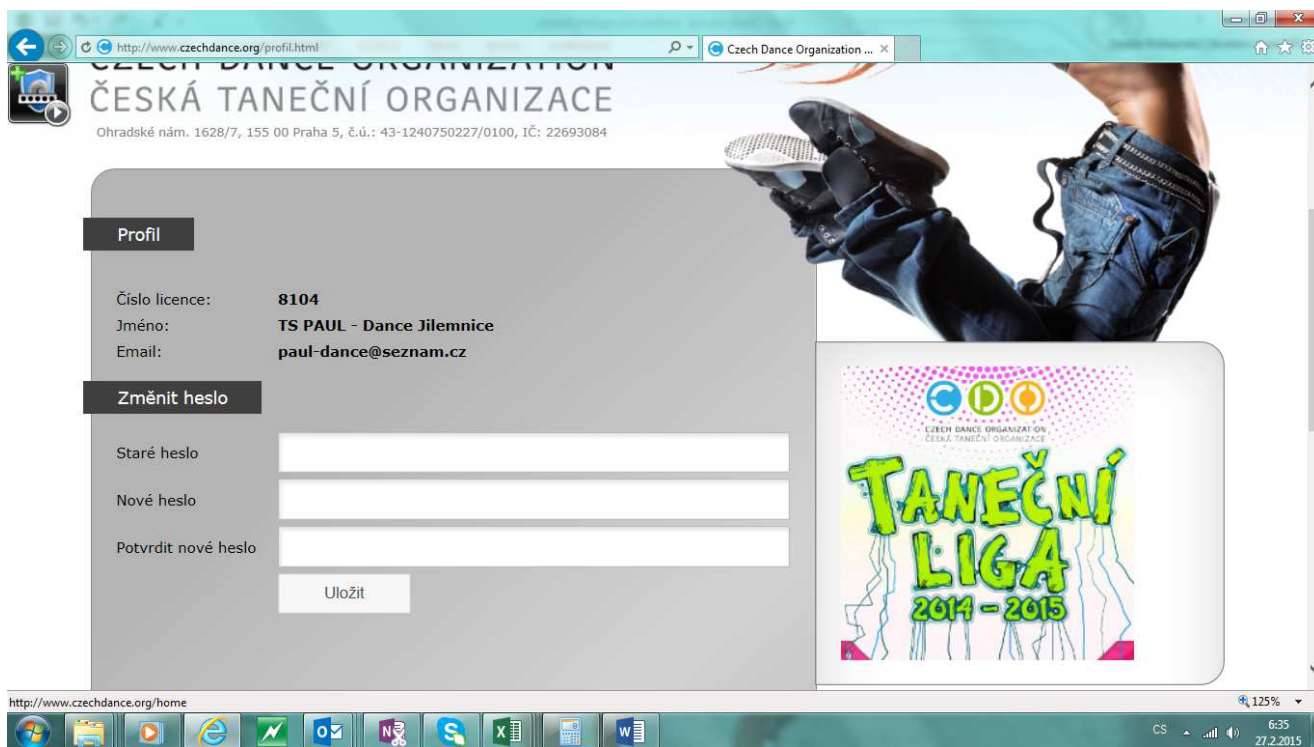 http://www.czechdance.org/profil.html
Czech Dance Organization ...
CZECH DANCE ORGANIZATION
ČESKÁ TANEČNÍ ORGANIZACE
Ohradské nám. 1628/7, 155 00 Praha 5, č.ú.: 43-1240750227/0100, IČ: 22693084
Profil
Číslo licence: 8104
Jméno: TS PAUL - Dance Jilemnice
Email: paul-dance@seznam.cz
Změnit heslo
Staré heslo
Nové heslo
Potvrdit nové heslo
Uložit
CDO
CZECH DANCE ORGANIZATION
ČESKÁ TANEČNÍ ORGANIZACE
TANEČNÍ
LIGA
2014 - 2015
http://www.czechdance.org/home
125%
CS
6:35
27.2.2015